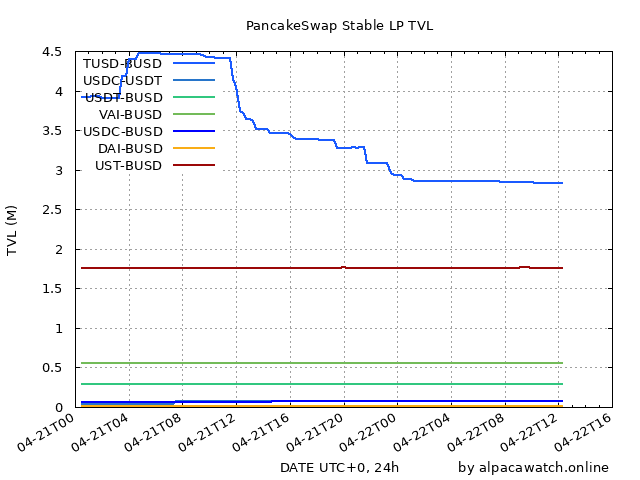 PancakeSwap Stable LP TVL
TVL (M)
4.5
4
3.5
3
2.5
2
1.5
1
0.5
0
TUSD-BUSD
USDC-USDT
USDT-BUSD
VAI-BUSD
USDC-BUSD
DAI-BUSD
UST-BUSD
04-21T00
04-21T04
04-21T08
04-21T12
04-21T16
04-21T20
04-22T00
04-22T04
04-22T08
04-22T12
04-22T16
DATE UTC+0, 24h
by alpacawatch.online